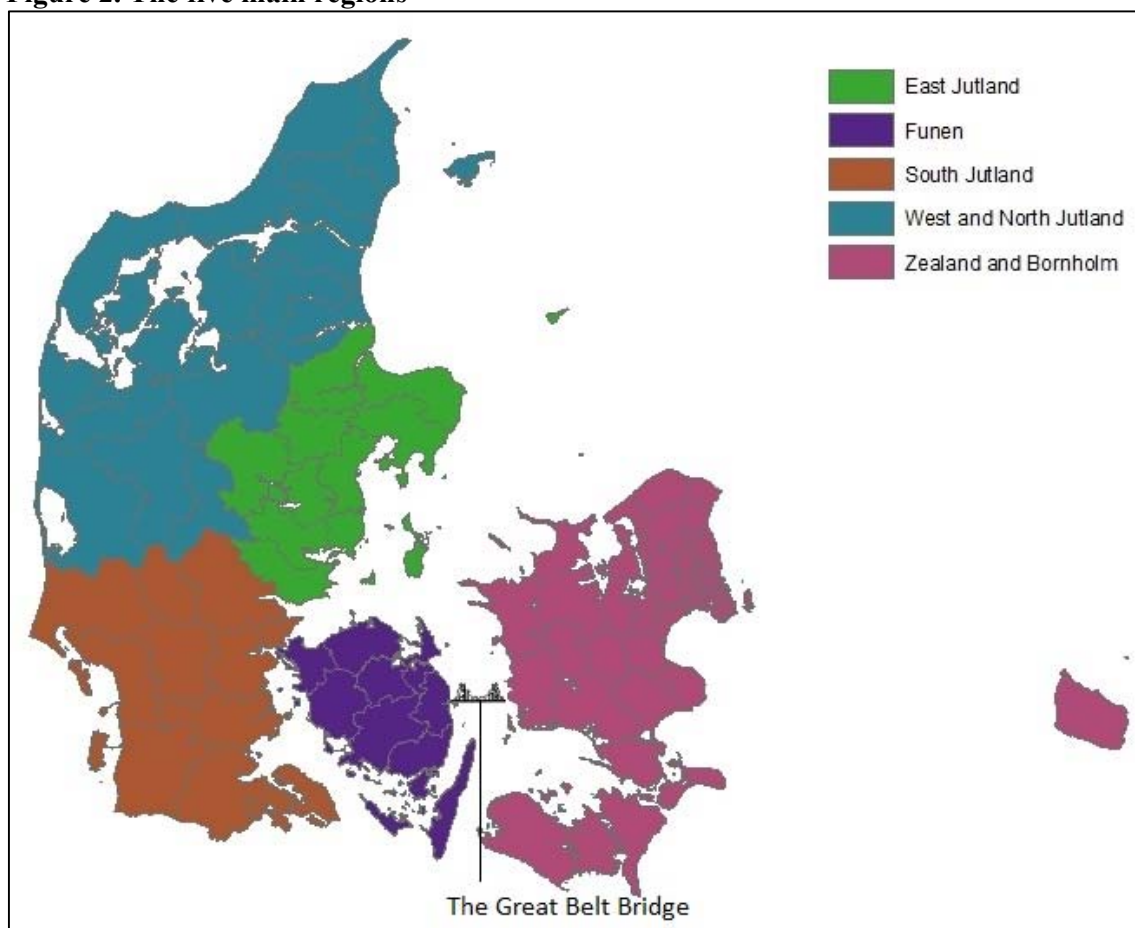 Figure 2: The five main regions
East Jutland
Funen
South Jutland
West and North Jutland
Zealand and Bornholm
The Great Belt Bridge